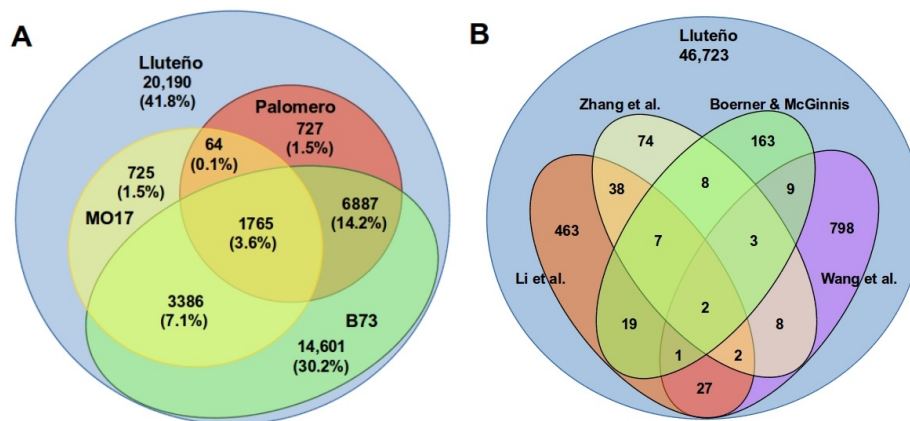 A
Lluteño
20,190
(41.8%)
Palomero
727
(1.5%)
64
(0.1%)
725
(1.5%)
MO17
6887
(14.2%)
1765
(3.6%)
3386
(7.1%)
B73
14,601
(30.2%)
B
Lluteño
46,723
Zhang et al.
Boerner & McGinnis
74
163
38
8
9
463
7
3
798
Li et al.
Wang et al.
2
19
8
1
2
27